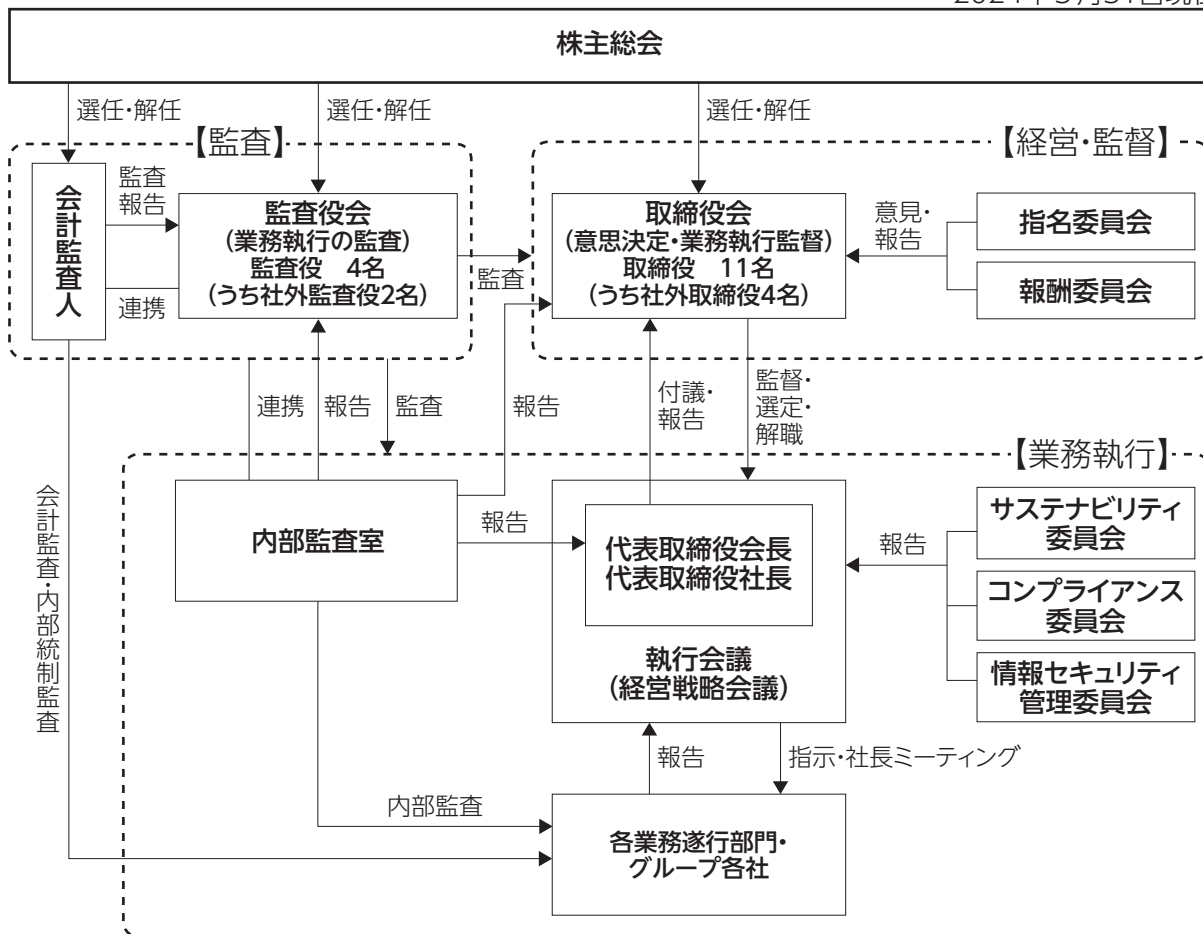 株主総会
選任・解任
選任・解任
選任・解任
【監査】
【経営・監督】
会計監査人
監査
報告
連携
監査役会
(業務執行の監査)
監査役　4名
(うち社外監査役2名)
監査
取締役会
(意思決定・業務執行監督)
取締役　11名
(うち社外取締役4名)
意見・
報告
指名委員会
報酬委員会
連携
報告
監査
報告
付議・
報告
監督・
選定・
解職
【業務執行】
会計監査・内部統制監査
内部監査室
報告
代表取締役会長
代表取締役社長
執行会議
(経営戦略会議)
報告
サステナビリティ
委員会
コンプライアンス
委員会
情報セキュリティ
管理委員会
報告
指示・社長ミーティング
内部監査
各業務遂行部門・
グループ各社